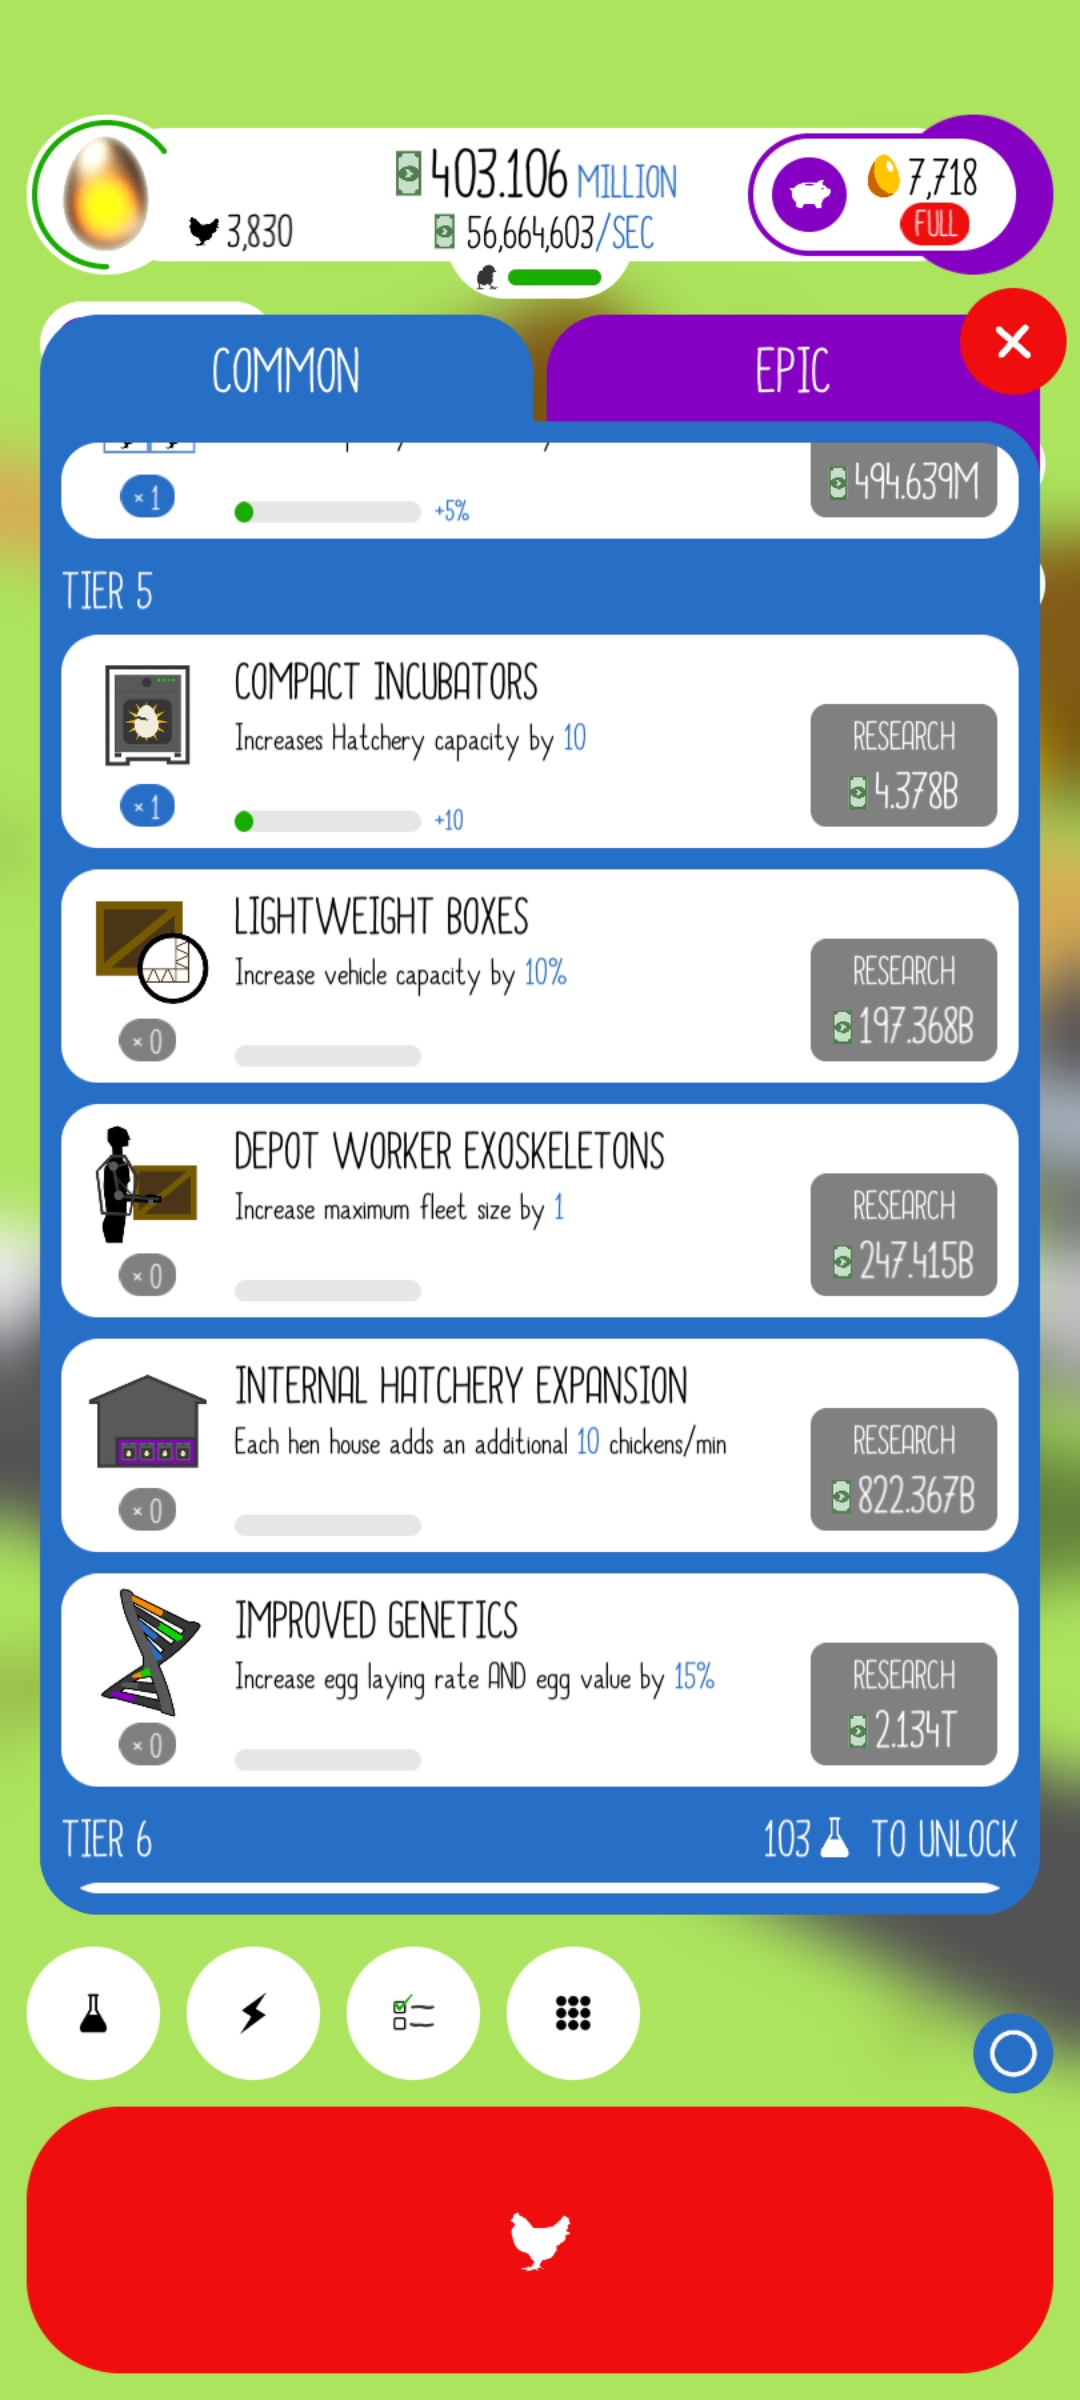 403.106 MILLION
7,718
3,830
56,664,603/SEC
FULL
COMMON
EPIC
494.639M
× 1
+5%
TIER 5
COMPACT INCUBATORS
Increases Hatchery capacity by 10
RESEARCH
4.378B
× 1
+10
LIGHTWEIGHT BOXES
Increase vehicle capacity by 10%
RESEARCH
197.368B
× 0
DEPOT WORKER EXOSKELETONS
Increase maximum fleet size by 1
RESEARCH
247.415B
× 0
INTERNAL HATCHERY EXPANSION
Each hen house adds an additional 10 chickens/min
RESEARCH
822.367B
× 0
IMPROVED GENETICS
Increase egg laying rate AND egg value by 15%
RESEARCH
2.134T
× 0
TIER 6
103 TO UNLOCK